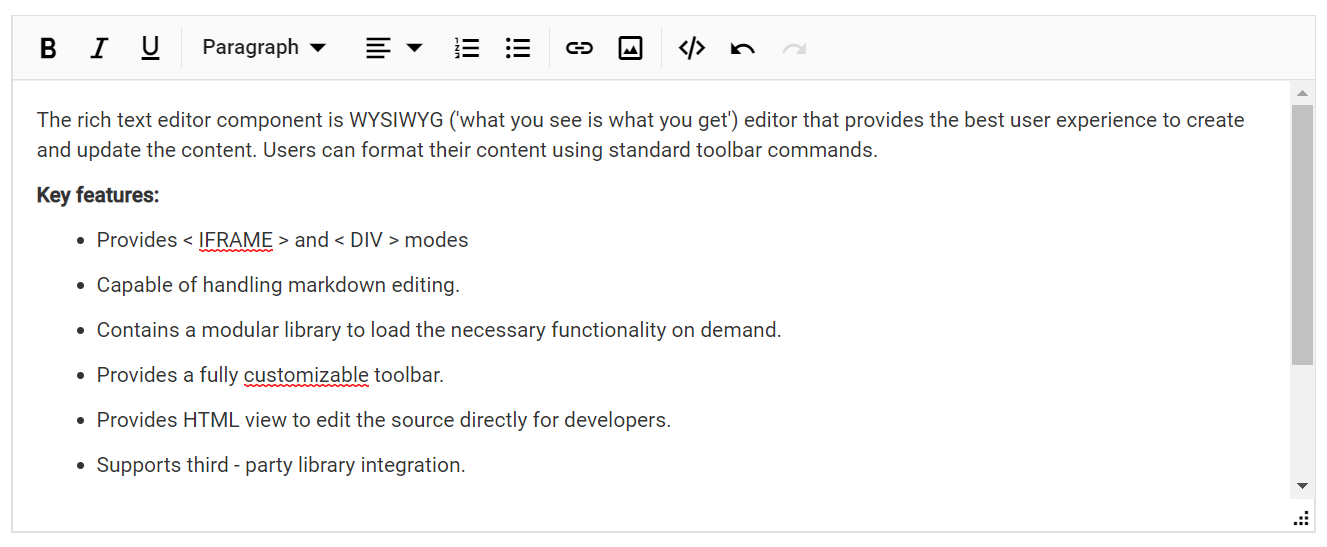 B I U Paragraph
The rich text editor component is WYSIWYG ('what you see is what you get') editor that provides the best user experience to create
and update the content. Users can format their content using standard toolbar commands.
Key features:
• Provides < IFRAME > and < DIV > modes
• Capable of handling markdown editing.
• Contains a modular library to load the necessary functionality on demand.
• Provides a fully customizable toolbar.
• Provides HTML view to edit the source directly for developers.
• Supports third - party library integration.